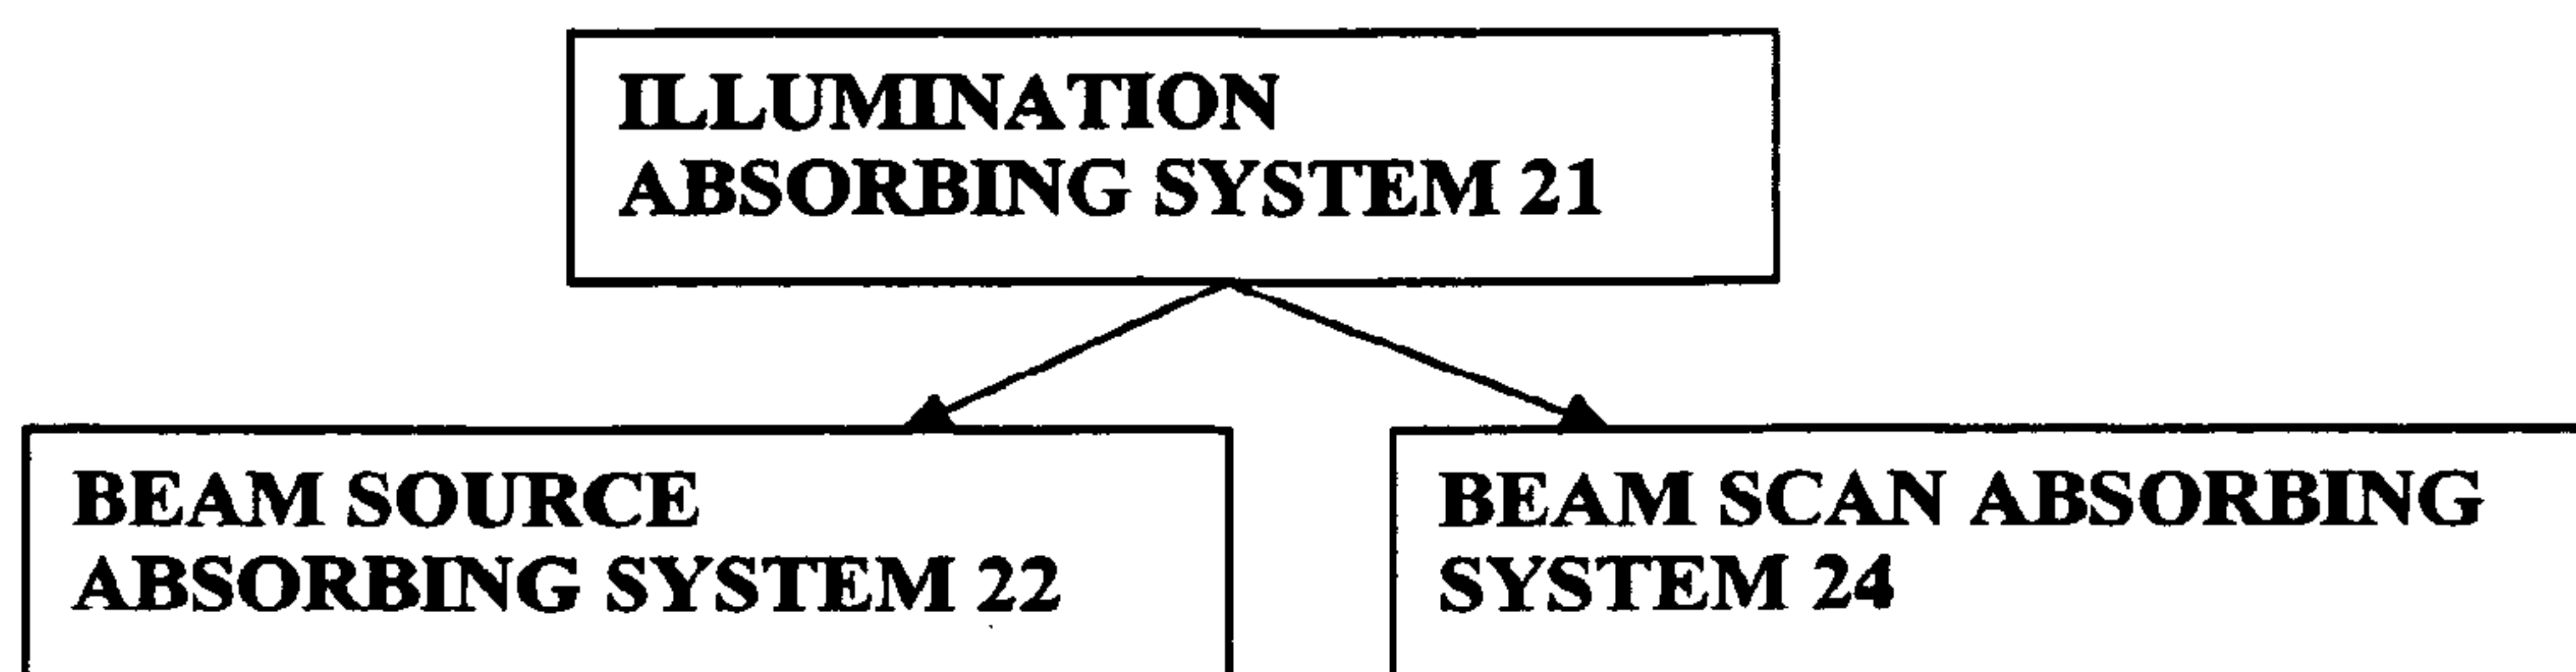 ILLUMINATION
ABSORBING SYSTEM 21
BEAM SOURCE
ABSORBING SYSTEM 22
BEAM SCAN ABSORBING
SYSTEM 24